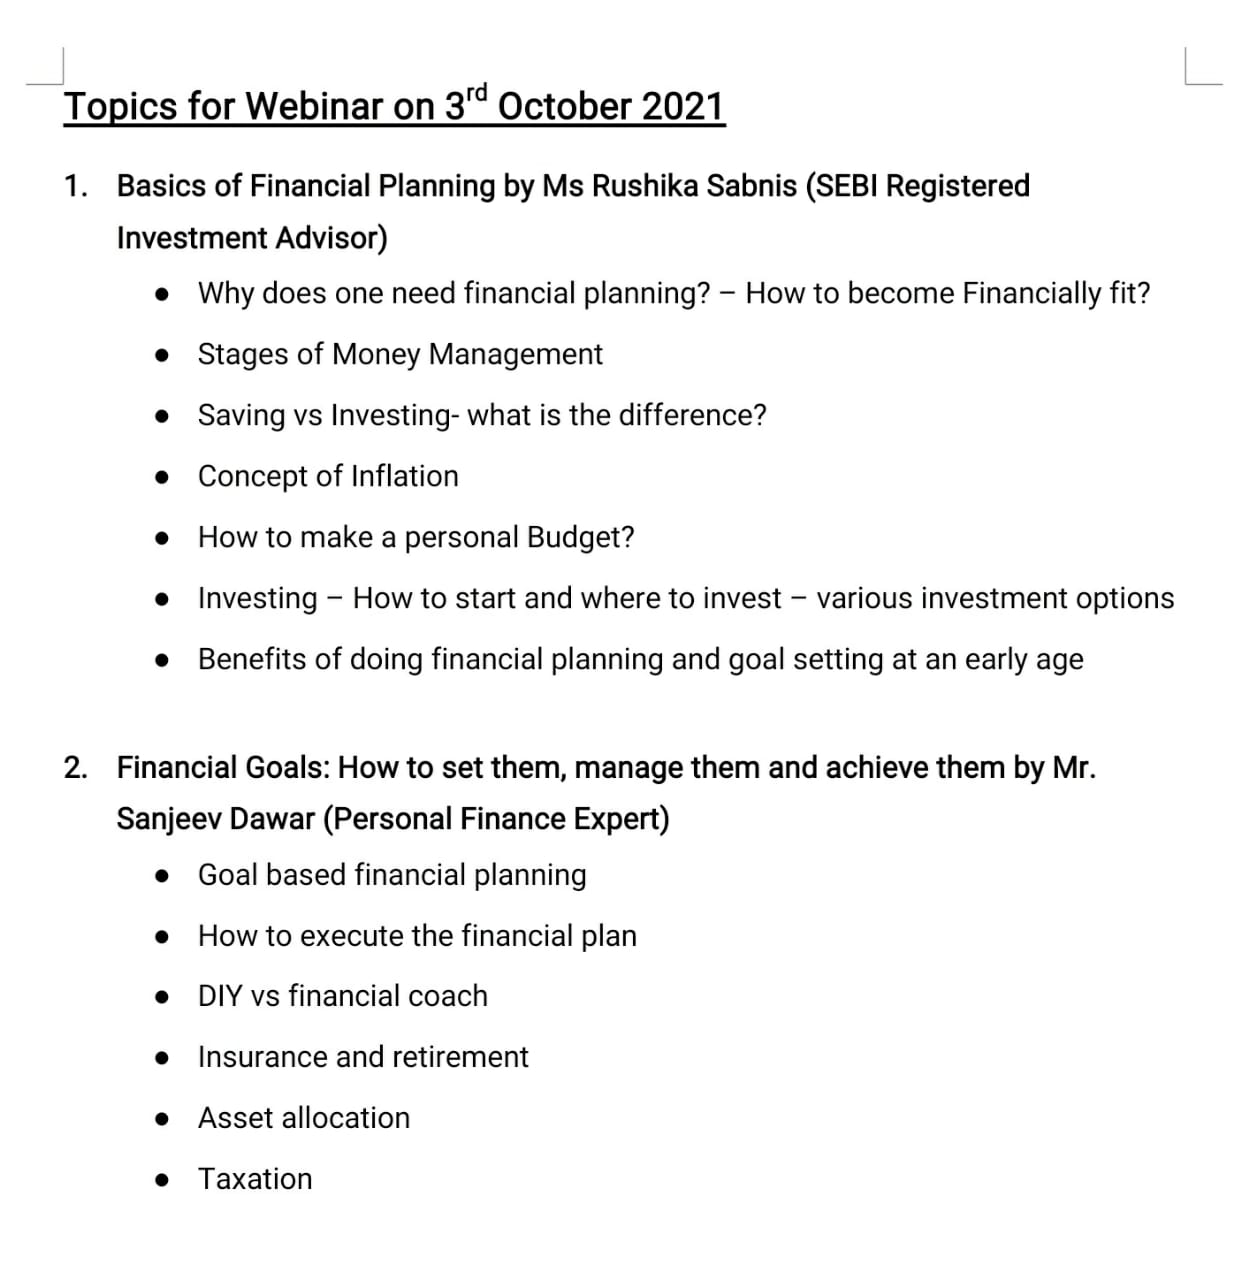 Topics for Webinar on 3rd October 2021
1. Basics of Financial Planning by Ms Rushika Sabnis (SEBI Registered
Investment Advisor)
● Why does one need financial planning? – How to become Financially fit?
● Stages of Money Management
● Saving vs Investing- what is the difference?
● Concept of Inflation
● How to make a personal Budget?
● Investing – How to start and where to invest – various investment options
● Benefits of doing financial planning and goal setting at an early age
2. Financial Goals: How to set them, manage them and achieve them by Mr.
Sanjeev Dawar (Personal Finance Expert)
● Goal based financial planning
● How to execute the financial plan
● DIY vs financial coach
● Insurance and retirement
● Asset allocation
● Taxation